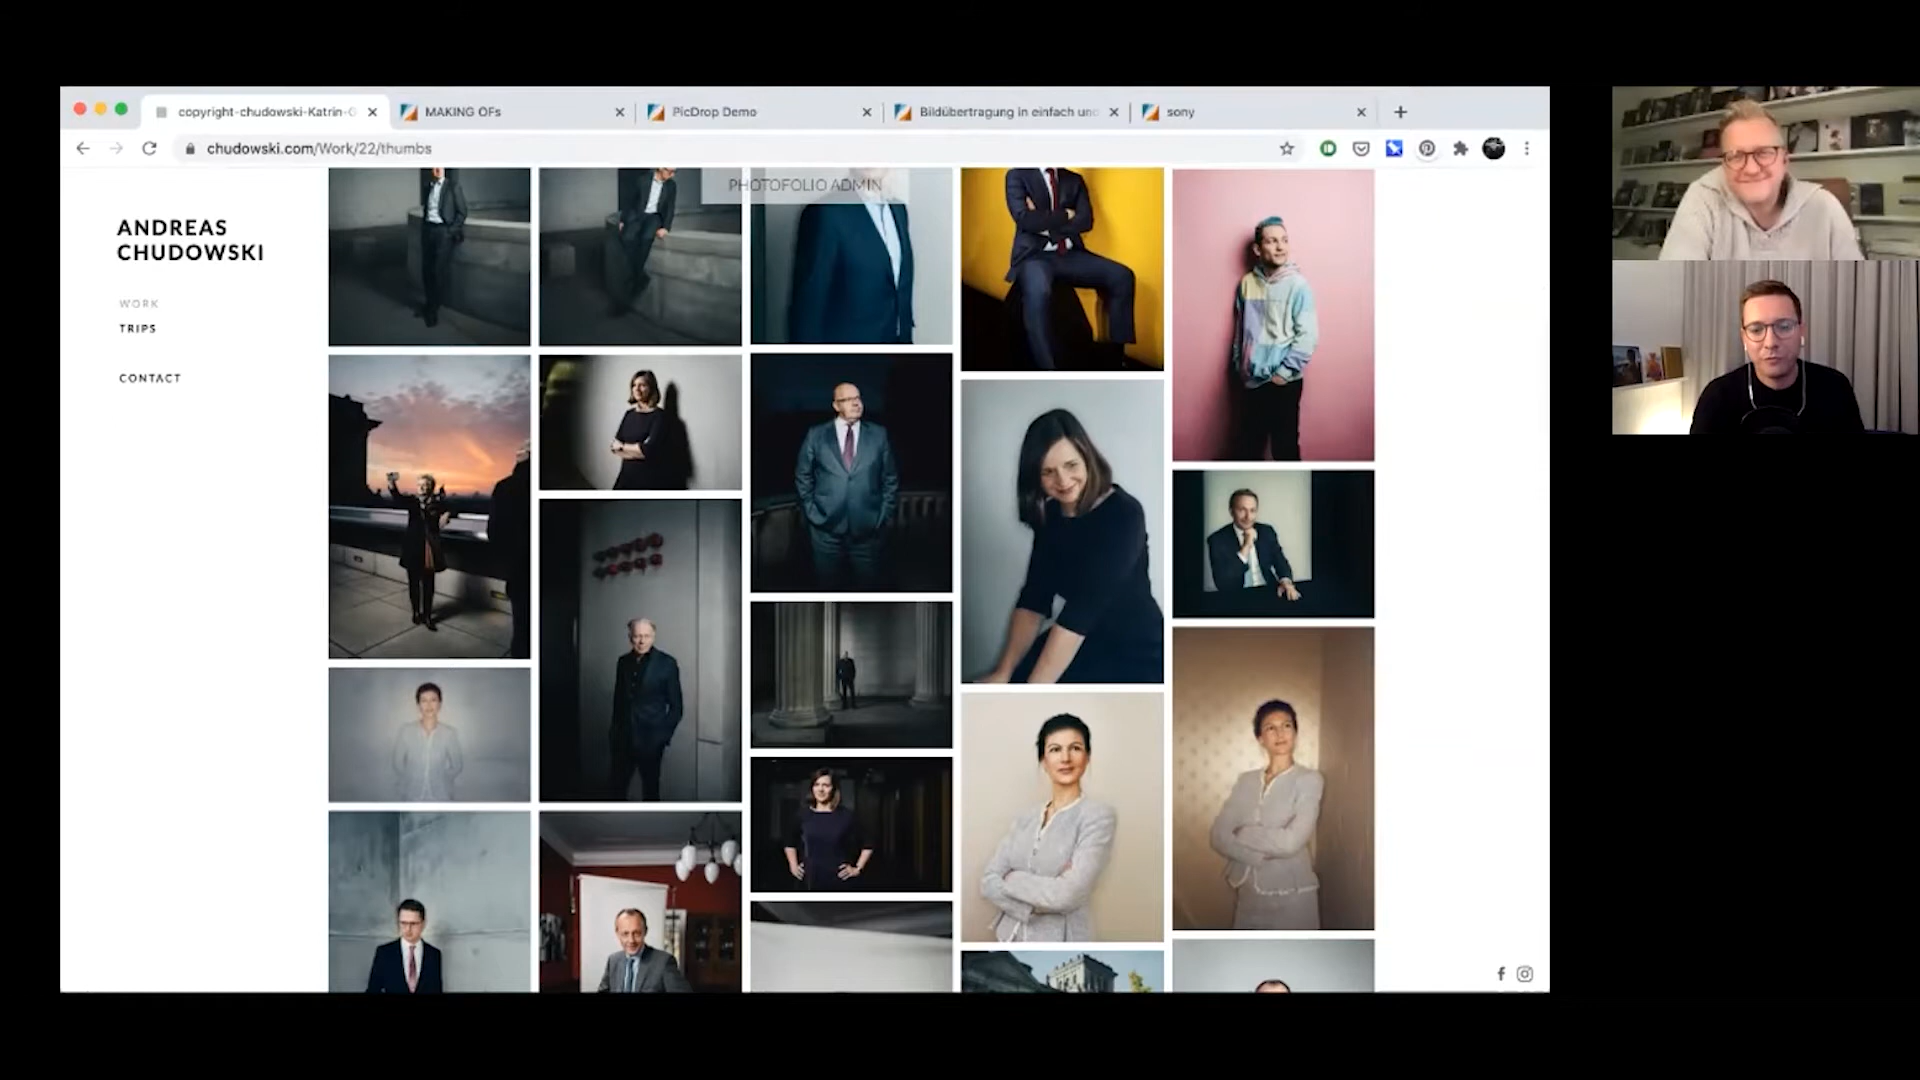 copyright-chudowski-Katrin-G
MAKING OFs
PicDrop Demo
Bildübertragung in einfach und
sony
chudowski.com/Work/22/thumbs
PHOTOFOLIO ADMIN
ANDREAS
CHUDOWSKI
WORK
TRIPS
CONTACT